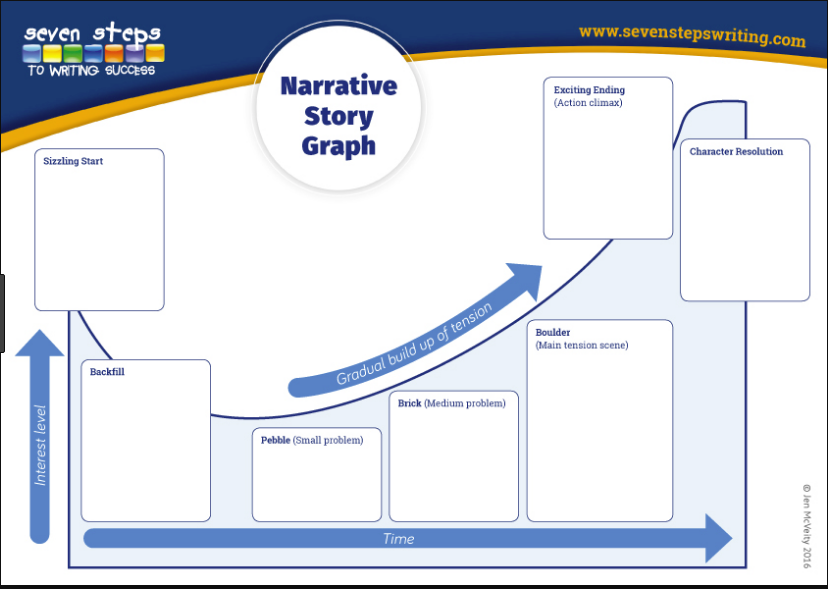 seven steps
TO WRITING SUCCESS
www.sevenstepswriting.com
Narrative
Story
Graph
Sizzling Start
Exciting Ending
(Action climax)
Character Resolution
Gradual build up of tension
Boulder
(Main tension scene)
Backfill
Brick (Medium problem)
Pebble (Small problem)
Interest level
Time
© Jen McVeity 2016